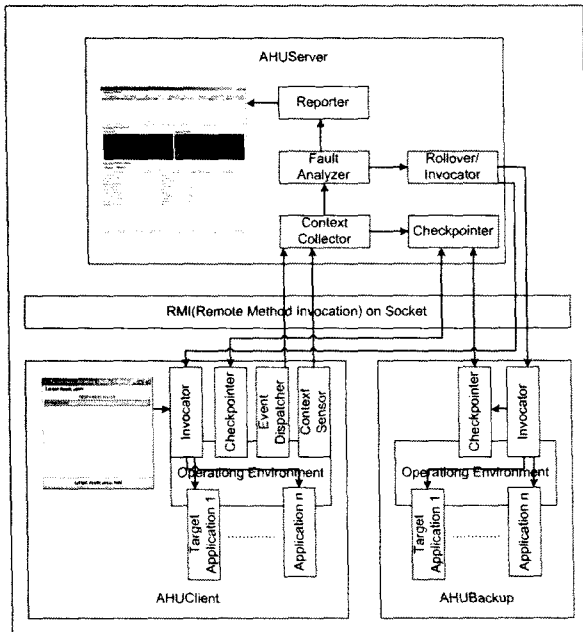 AHUServer
Reporter
Fault
Analyzer
Rollover/
Invocator
Context
Collector
Checkpointer
RMI(Remote Method Invocation) on Socket
Invocator
Checkpointer
Event
Dispatcher
Context
Sensor
Operationg Environment
Target
Application 1
..........
Application n
AHUClient
Checkpointer
Invocator
Operationg Environment
Target
Application 1
..........
Application n
AHUBackup